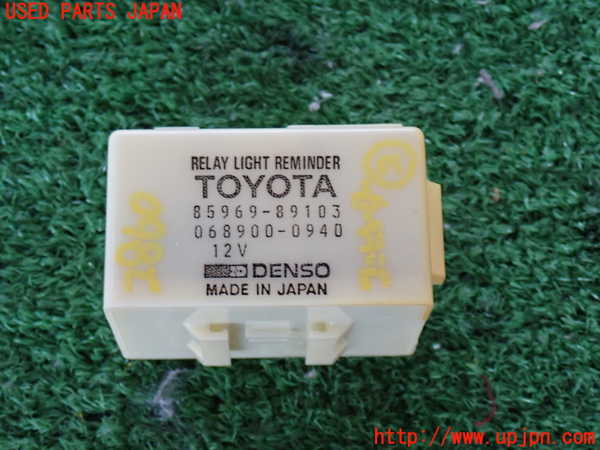 USED PARTS JAPAN
RELAY LIGHT REMINDER
TOYOTA
85969-89103
068900-0940
12V
DENSO
MADE IN JAPAN
http://www.upjpn.com/